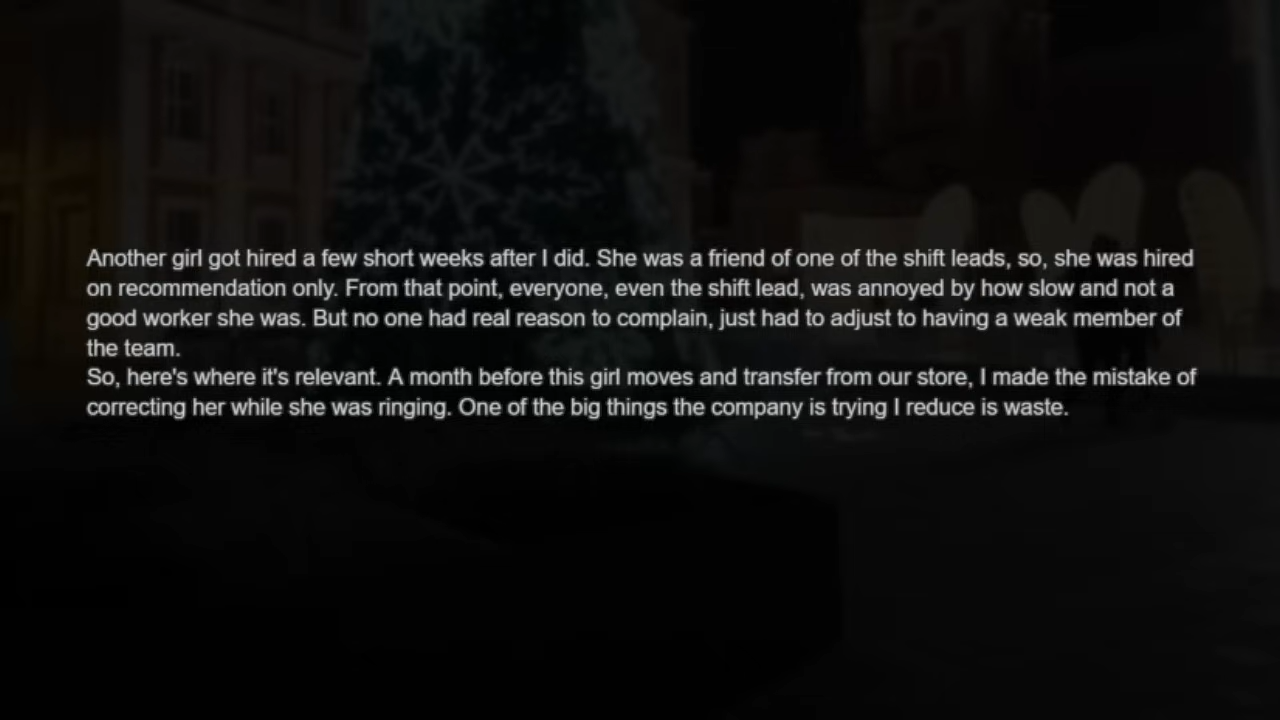 Another girl got hired a few short weeks after I did. She was a friend of one of the shift leads, so, she was hired
on recommendation only. From that point, everyone, even the shift lead, was annoyed by how slow and not a
good worker she was. But no one had real reason to complain, just had to adjust to having a weak member of
the team.
So, here's where it's relevant. A month before this girl moves and transfer from our store, I made the mistake of
correcting her while she was ringing. One of the big things the company is trying I reduce is waste.